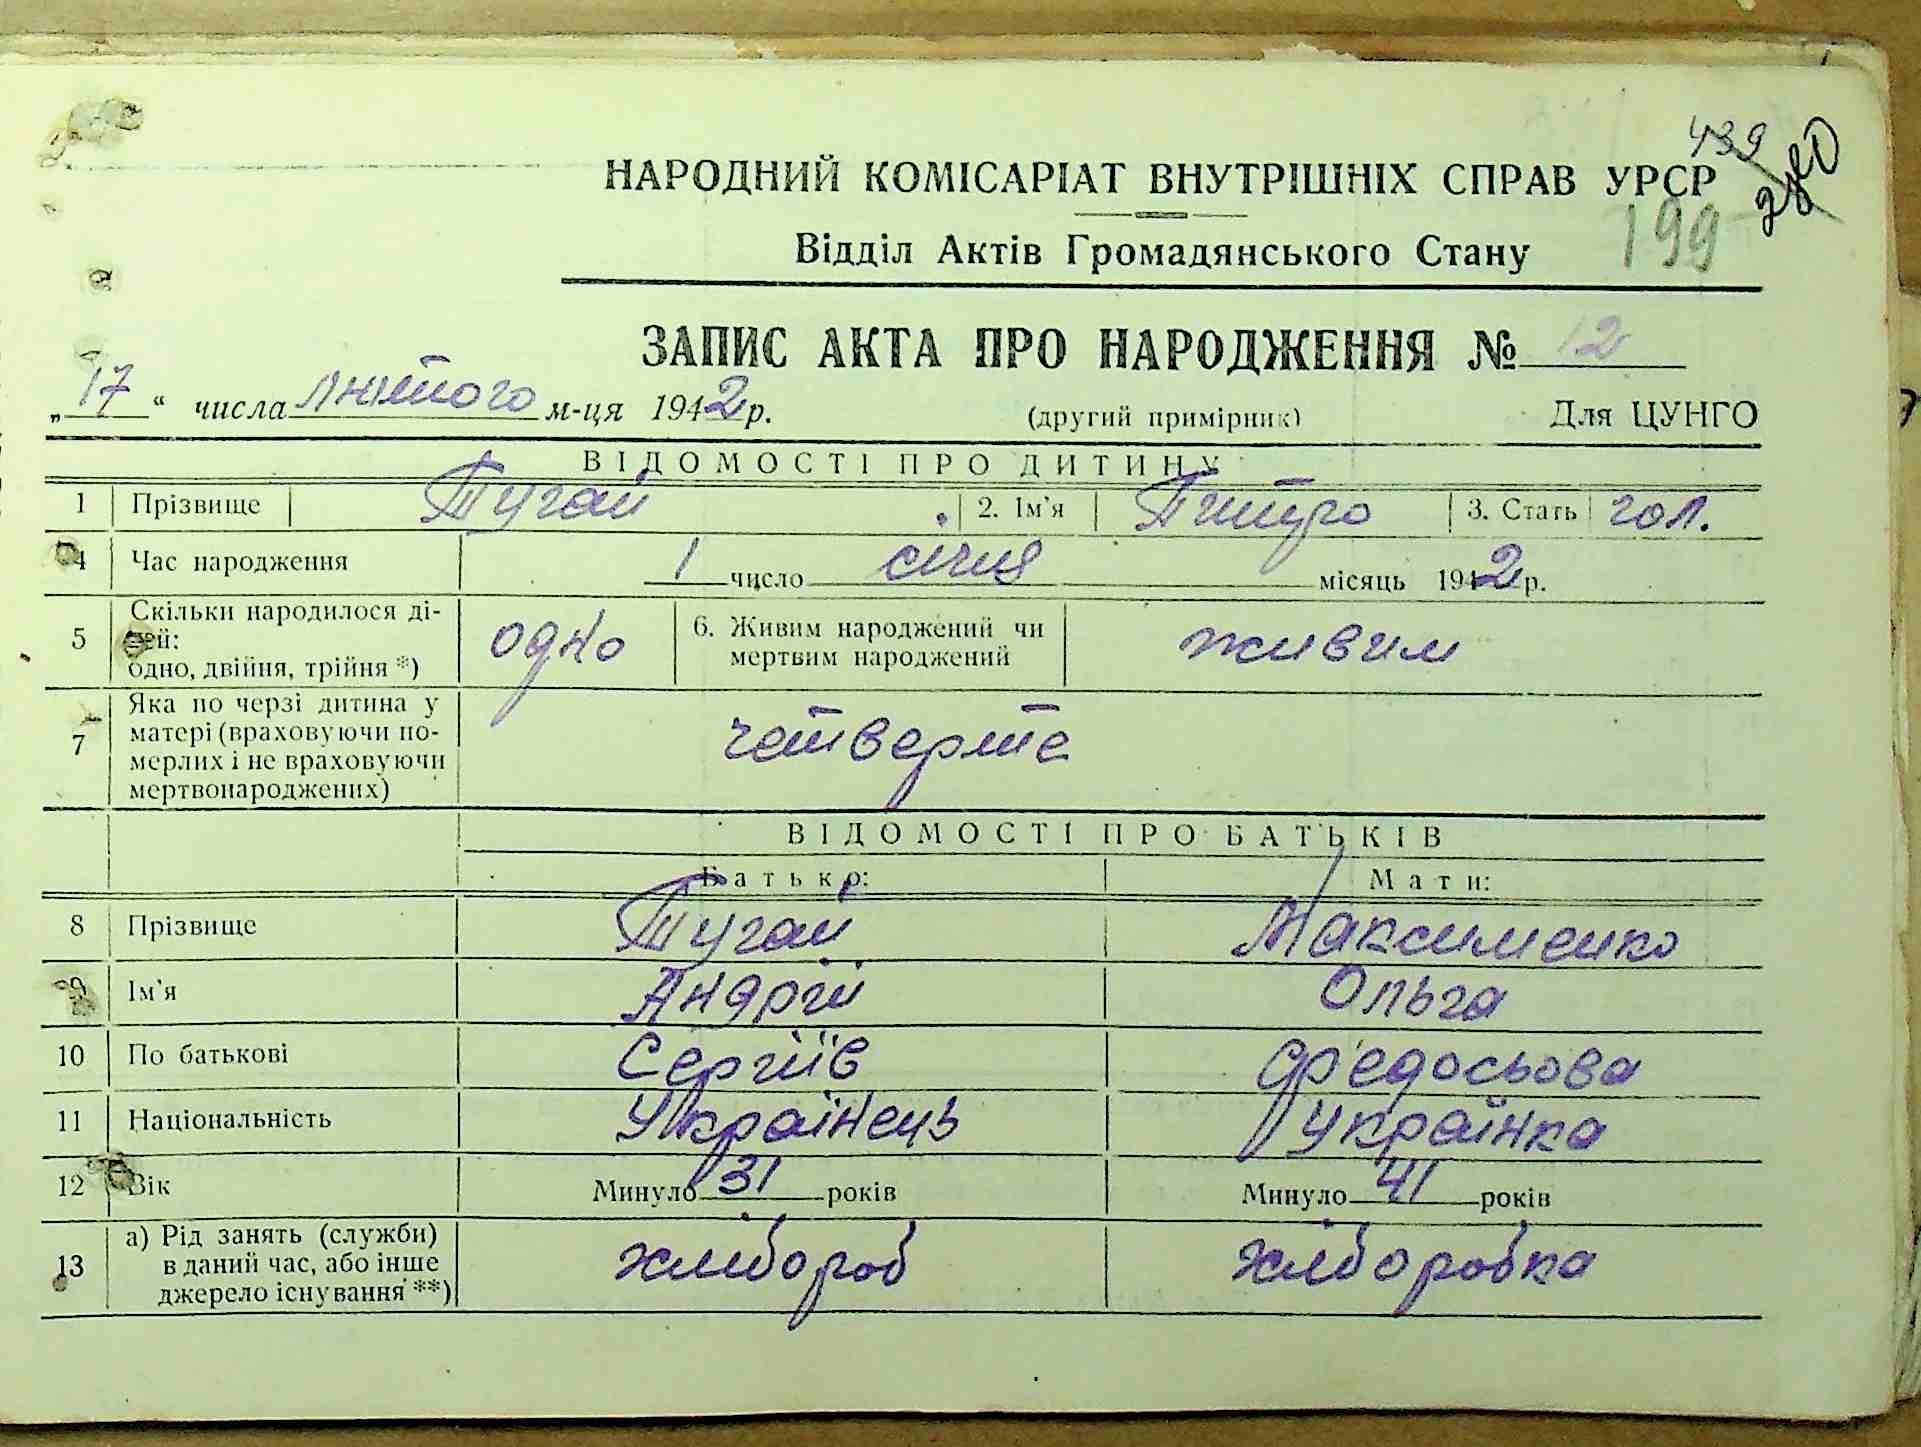 439
280
НАРОДНИЙ КОМІСАРІАТ ВНУТРІШНІХ СПРАВ УРСР
199
Відділ Актів Громадянського Стану
ЗАПИС АКТА ПРО НАРОДЖЕННЯ № 12
„17“ числа лютого м-ця 1942 р. (другий примірник) Для ЦУНГО
ВІДОМОСТІ ПРО ДИТИНУ
1 Прізвище Тугай 2. Ім'я 3. Стать чол.
4 Час народження 1 число січня місяць 1942 р.
5 Скільки народилося ді-
тей:
одно, двійня, трійня *) одно 6. Живим народжений чи
мертвим народжений живим
7 Яка по черзі дитина у
матері (враховуючи по-
мерлих і не враховуючи
мертвонароджених) четверте
ВІДОМОСТІ ПРО БАТЬКІВ
Батько: Мати:
8 Прізвище Тугай Максименко
9 Ім'я Андрій Ольга
10 По батькові Сергіїв Федосьова
11 Національність Українець Українка
12 Вік Минуло 31 років Минуло 41 років
13 а) Рід занять (служби)
в даний час, або інше
джерело існування **) хлібороб хліборобка